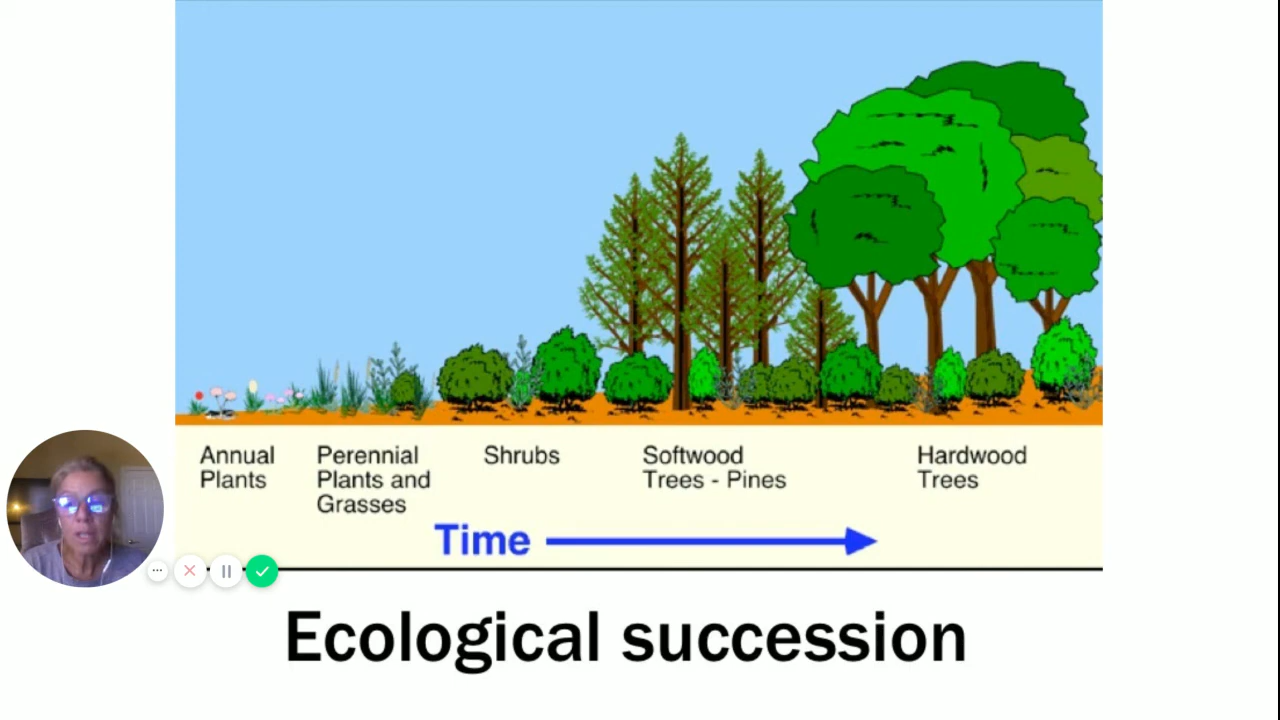 Annual
Plants
Perennial
Plants and
Grasses
Shrubs
Softwood
Trees - Pines
Hardwood
Trees
Time
Ecological succession